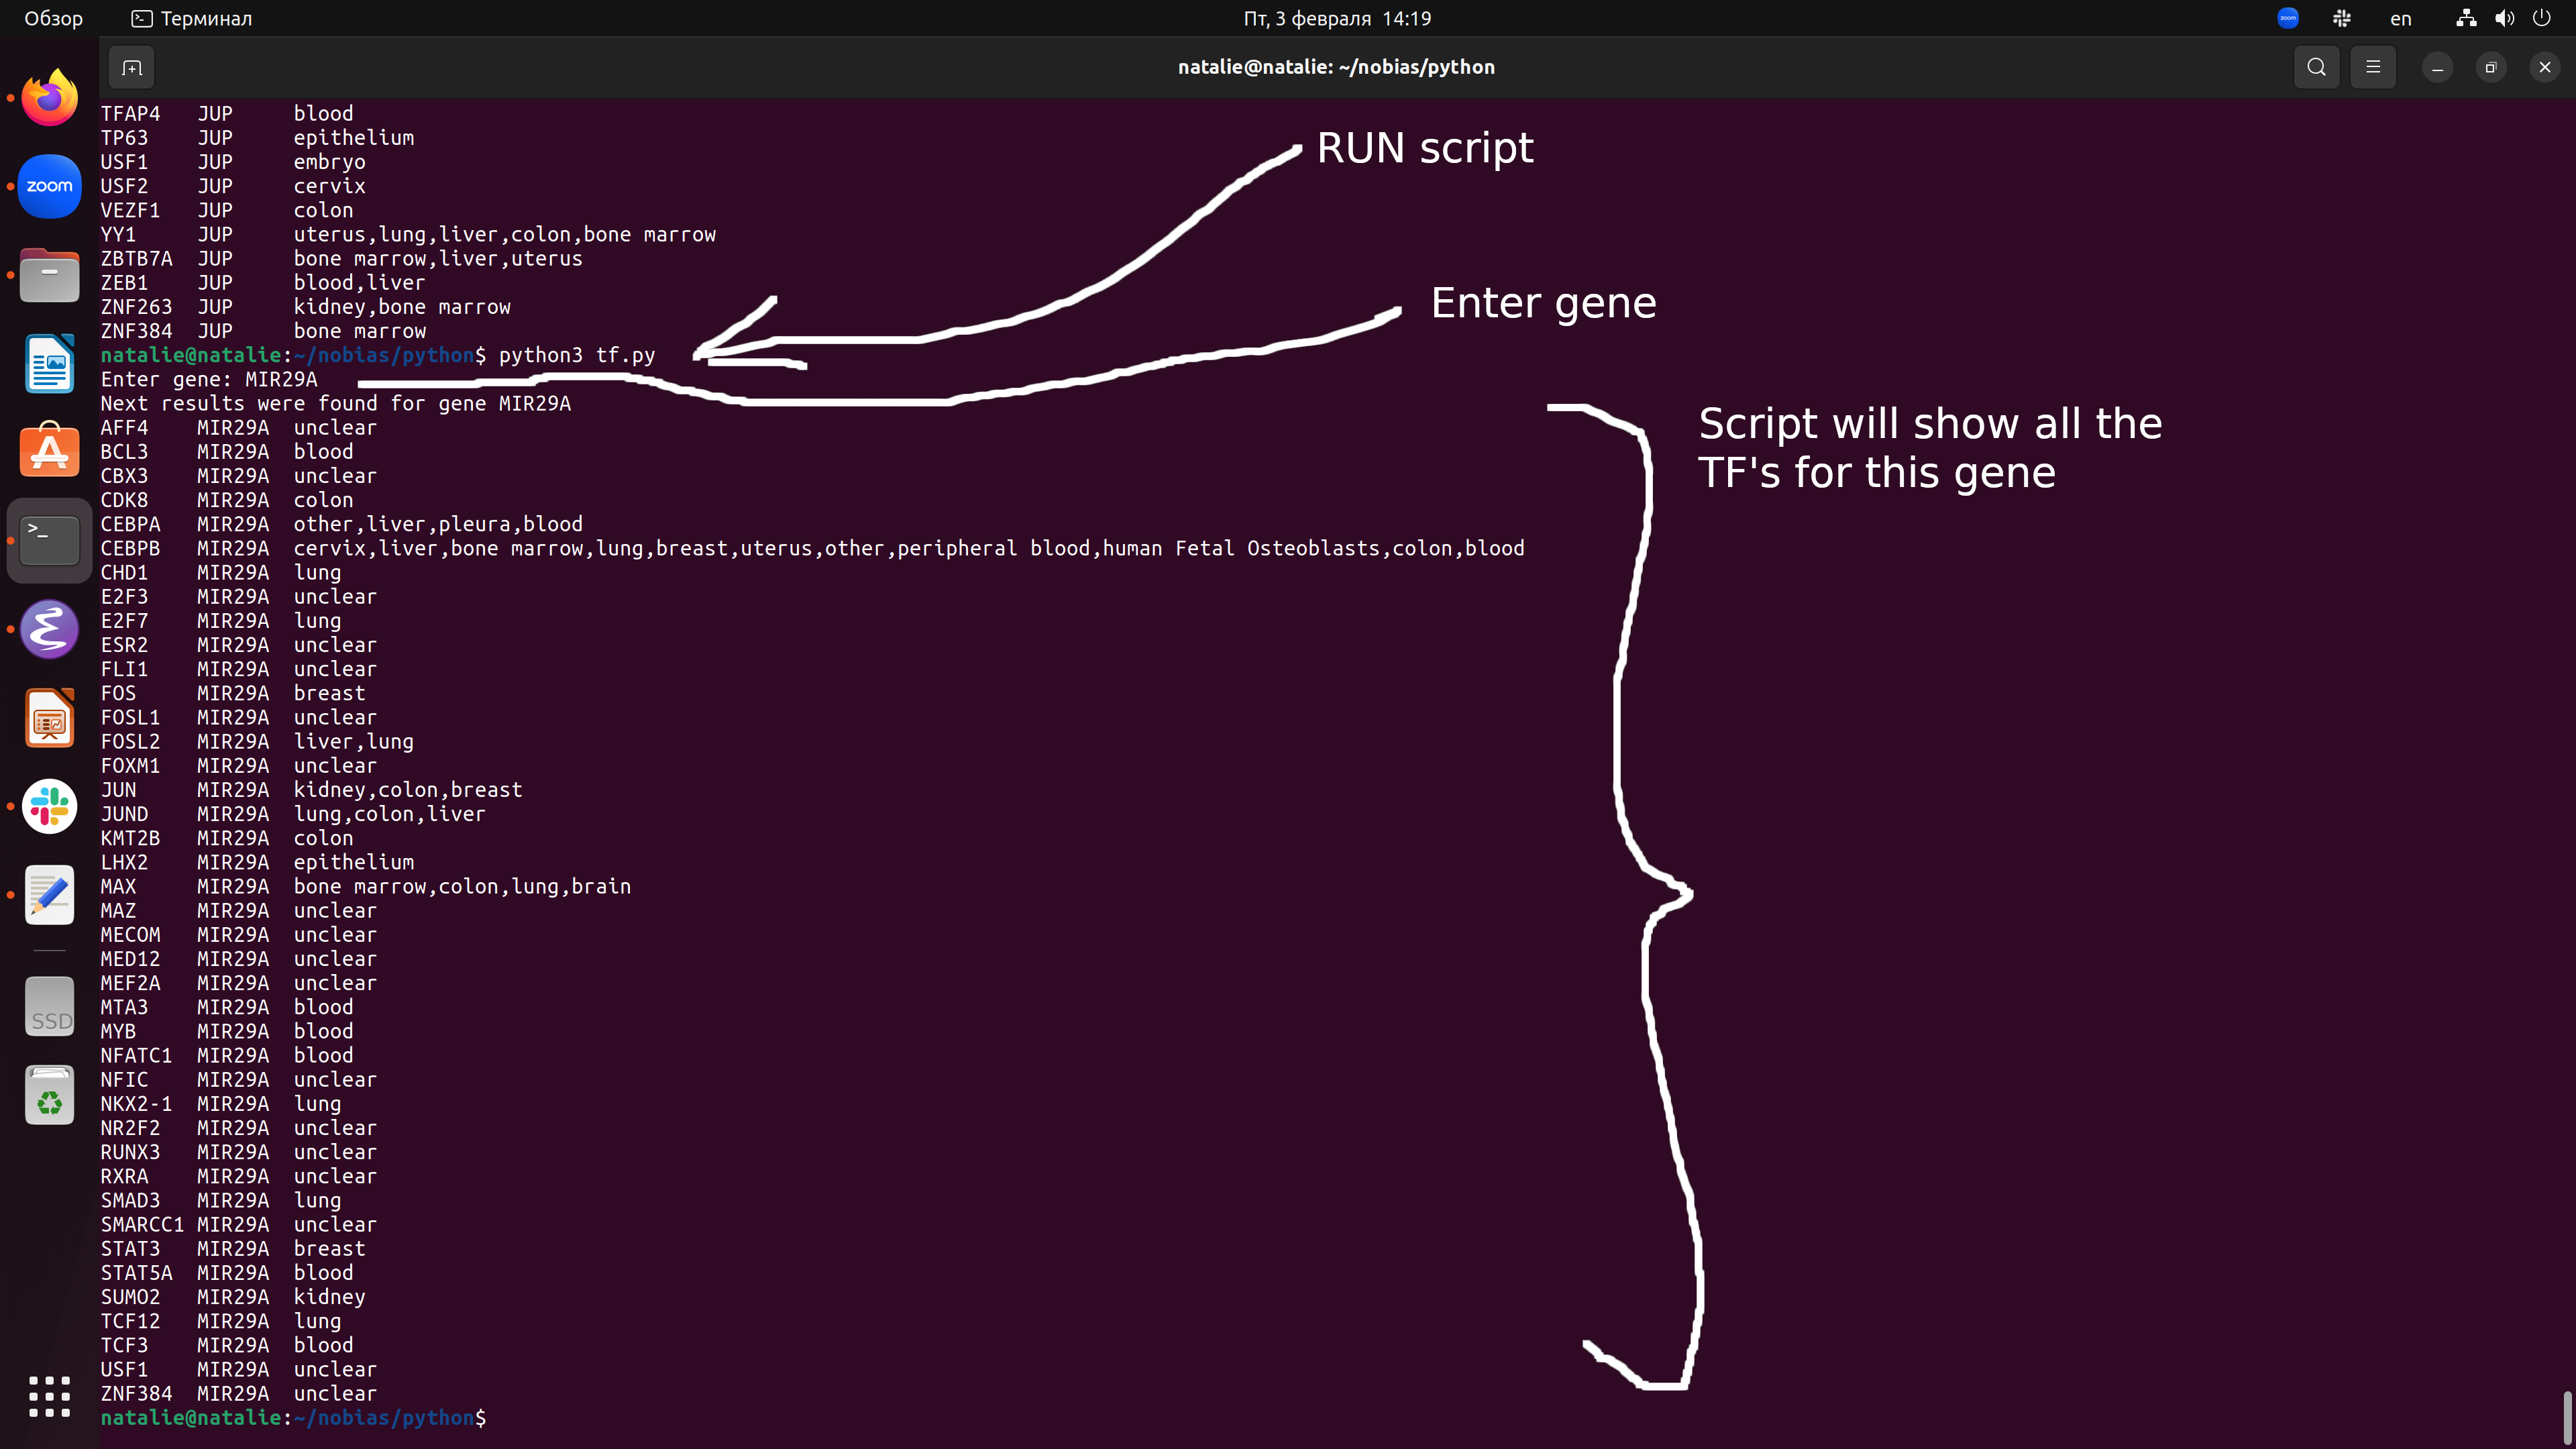 Обзор Терминал Пт, 3 февраля 14:19 en
natalie@natalie: ~/nobias/python
zoom
SSD
TFAP4 JUP blood
TP63 JUP epithelium
USF1 JUP embryo
USF2 JUP cervix
VEZF1 JUP colon
YY1 JUP uterus,lung,liver,colon,bone marrow
ZBTB7A JUP bone marrow,liver,uterus
ZEB1 JUP blood,liver
ZNF263 JUP kidney,bone marrow
ZNF384 JUP bone marrow
natalie@natalie:~/nobias/python$ python3 tf.py
Enter gene: MIR29A
Next results were found for gene MIR29A
AFF4 MIR29A unclear
BCL3 MIR29A blood
CBX3 MIR29A unclear
CDK8 MIR29A colon
CEBPA MIR29A other,liver,pleura,blood
CEBPB MIR29A cervix,liver,bone marrow,lung,breast,uterus,other,peripheral blood,human Fetal Osteoblasts,colon,blood
CHD1 MIR29A lung
E2F3 MIR29A unclear
E2F7 MIR29A lung
ESR2 MIR29A unclear
FLI1 MIR29A unclear
FOS MIR29A breast
FOSL1 MIR29A unclear
FOSL2 MIR29A liver,lung
FOXM1 MIR29A unclear
JUN MIR29A kidney,colon,breast
JUND MIR29A lung,colon,liver
KMT2B MIR29A colon
LHX2 MIR29A epithelium
MAX MIR29A bone marrow,colon,lung,brain
MAZ MIR29A unclear
MECOM MIR29A unclear
MED12 MIR29A unclear
MEF2A MIR29A unclear
MTA3 MIR29A blood
MYB MIR29A blood
NFATC1 MIR29A blood
NFIC MIR29A unclear
NKX2-1 MIR29A lung
NR2F2 MIR29A unclear
RUNX3 MIR29A unclear
RXRA MIR29A unclear
SMAD3 MIR29A lung
SMARCC1 MIR29A unclear
STAT3 MIR29A breast
STAT5A MIR29A blood
SUMO2 MIR29A kidney
TCF12 MIR29A lung
TCF3 MIR29A blood
USF1 MIR29A unclear
ZNF384 MIR29A unclear
natalie@natalie:~/nobias/python$
RUN script
Enter gene
Script will show all the
TF's for this gene